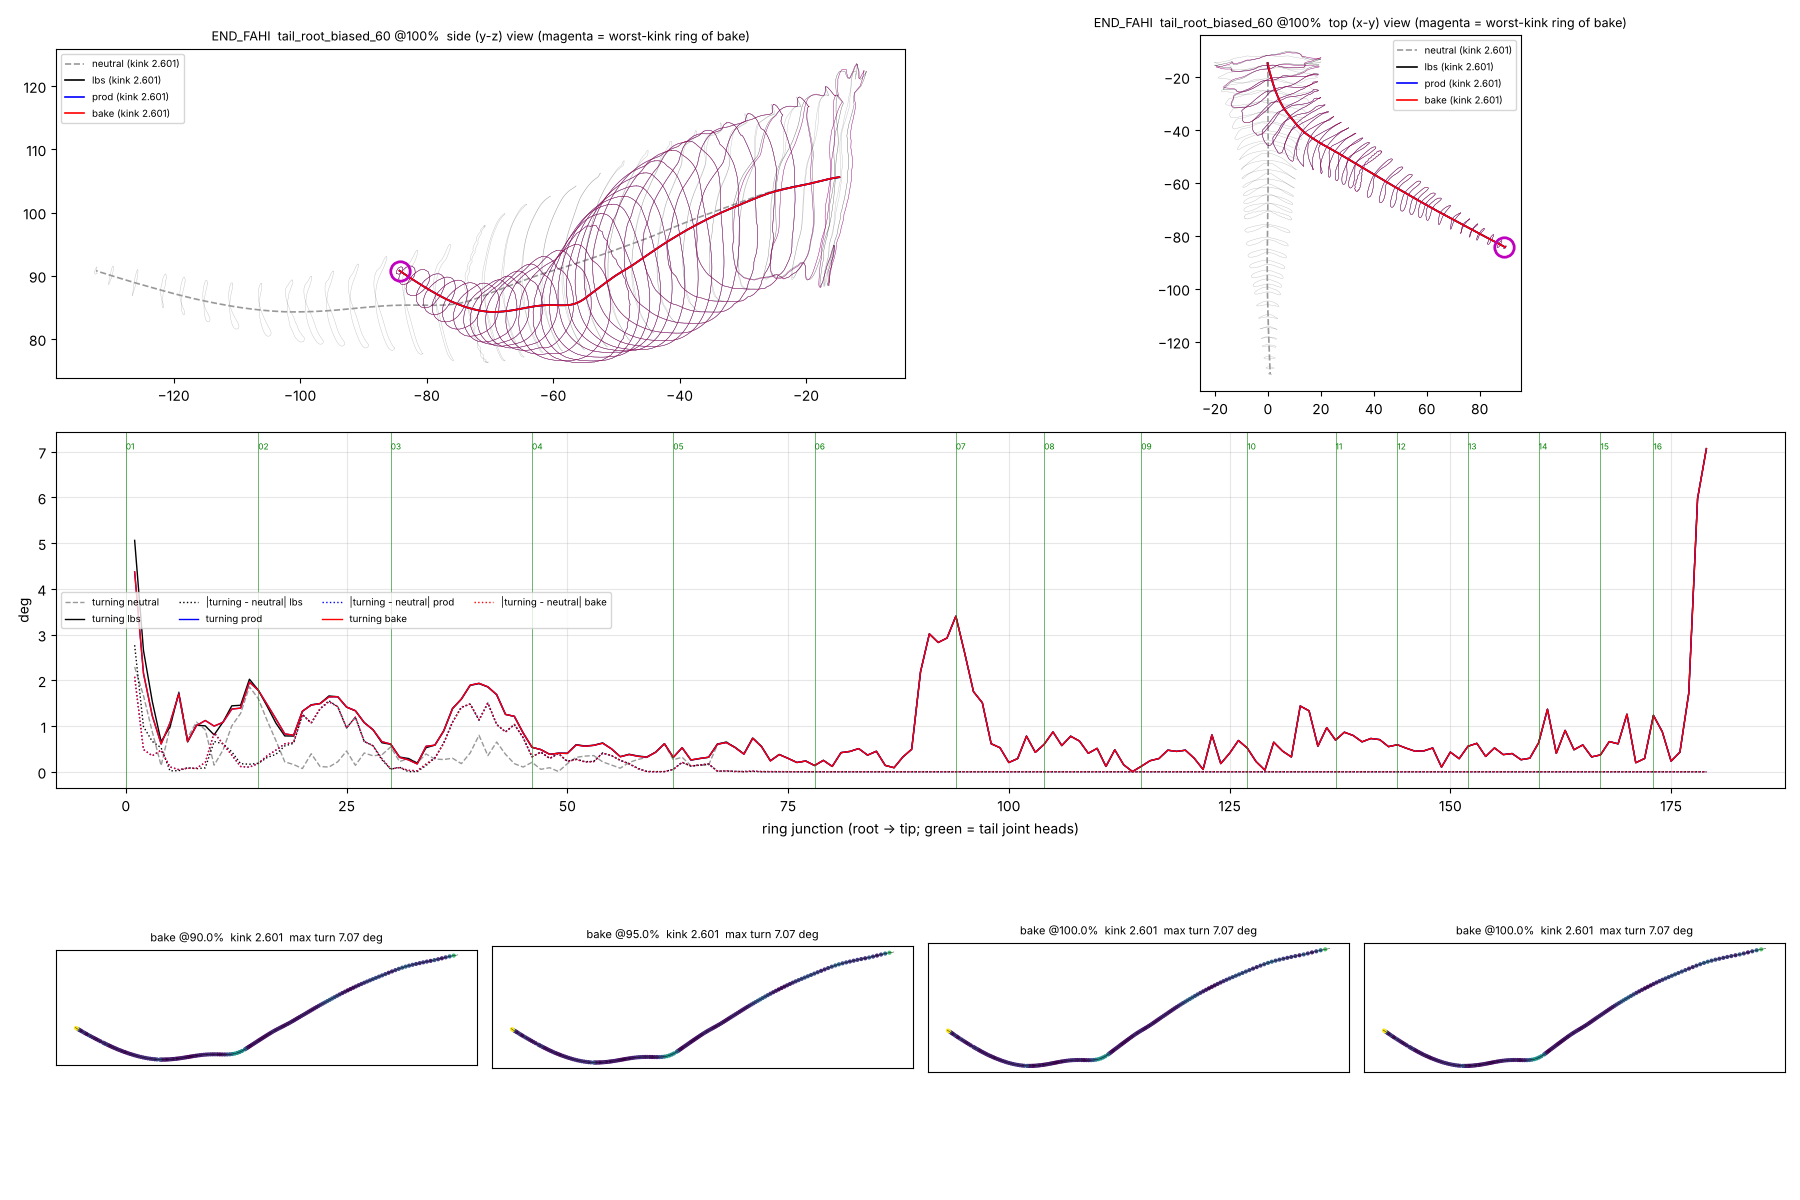 END_FAHI  tail_root_biased_60 @100%  side (y-z) view (magenta = worst-kink ring of bake)
neutral (kink 2.601)
lbs (kink 2.601)
prod (kink 2.601)
bake (kink 2.601)
120
110
100
90
80
−120
−100
−80
−60
−40
−20
END_FAHI  tail_root_biased_60 @100%  top (x-y) view (magenta = worst-kink ring of bake)
neutral (kink 2.601)
lbs (kink 2.601)
prod (kink 2.601)
bake (kink 2.601)
−20
−40
−60
−80
−100
−120
−20
0
20
40
60
80
01
02
03
04
05
06
07
08
09
10
11
12
13
14
15
16
7
6
5
4
3
2
1
0
deg
turning neutral
turning lbs
|turning - neutral| lbs
turning prod
|turning - neutral| prod
turning bake
|turning - neutral| bake
0
25
50
75
100
125
150
175
ring junction (root → tip; green = tail joint heads)
bake @90.0%  kink 2.601  max turn 7.07 deg
bake @95.0%  kink 2.601  max turn 7.07 deg
bake @100.0%  kink 2.601  max turn 7.07 deg
bake @100.0%  kink 2.601  max turn 7.07 deg